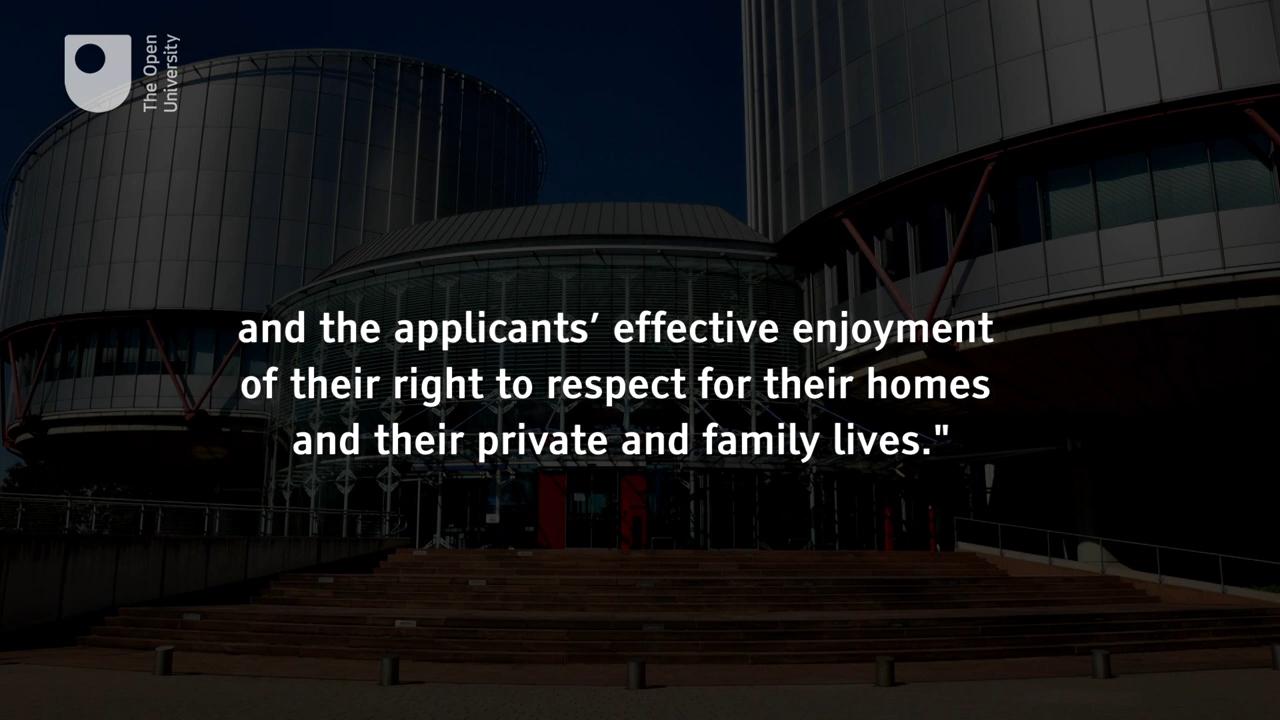 The Open
University
and the applicants’ effective enjoyment
of their right to respect for their homes
and their private and family lives."